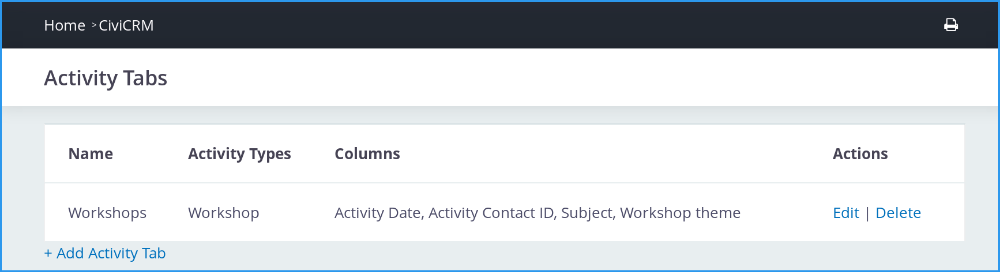 Home > CiviCRM
Activity Tabs
Name Activity Types Columns Actions
Workshops Workshop Activity Date, Activity Contact ID, Subject, Workshop theme Edit | Delete
+ Add Activity Tab